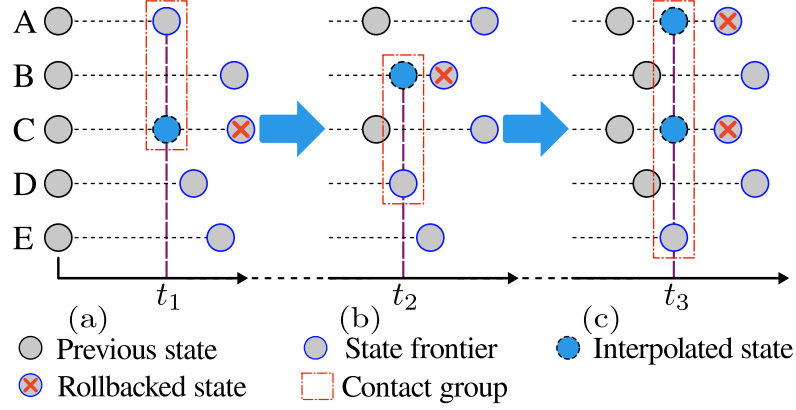 A
B
C
D
E
t1 t2 t3
(a) (b) (c)
Previous state State frontier Interpolated state
Rollbacked state Contact group